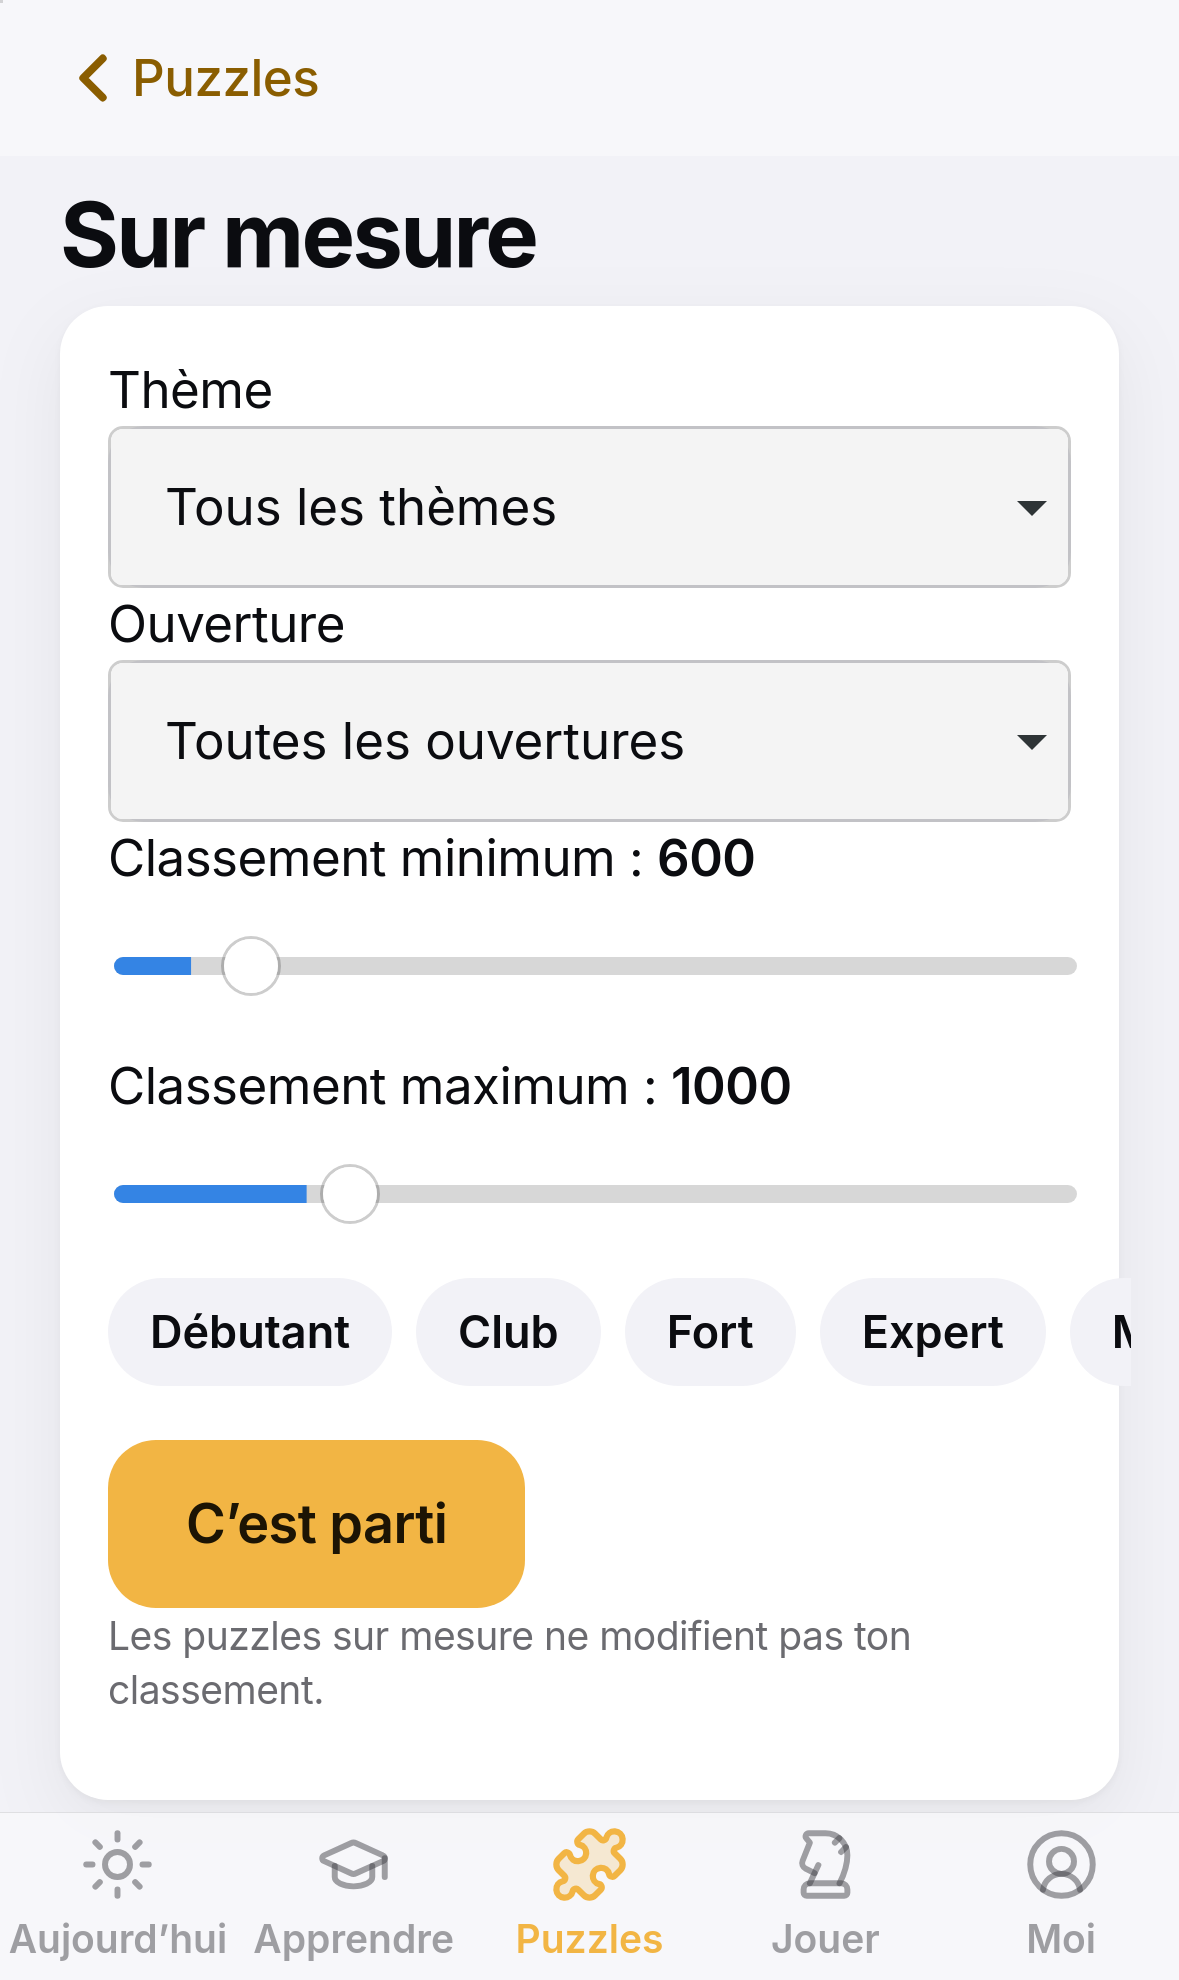 Puzzles
Sur mesure
Thème
Tous les thèmes
Ouverture
Toutes les ouvertures
Classement minimum : 600
Classement maximum : 1000
Débutant Club Fort Expert
C’est parti
Les puzzles sur mesure ne modifient pas ton
classement.
Aujourd’hui Apprendre Puzzles Jouer Moi